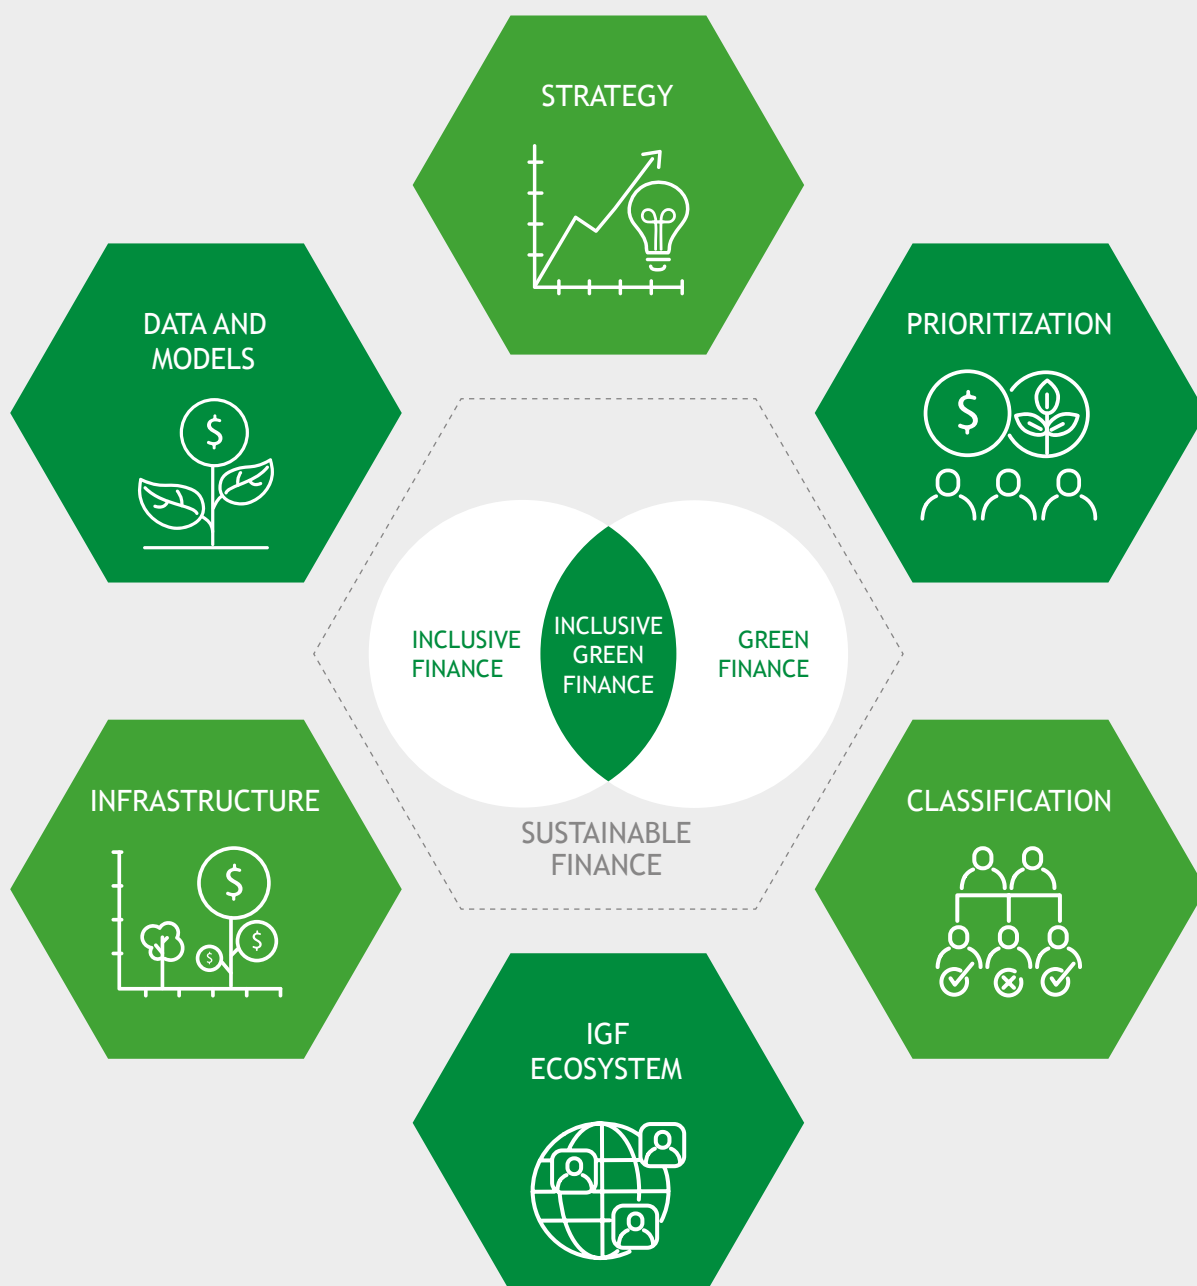 STRATEGY
DATA AND
MODELS
$
PRIORITIZATION
$
INCLUSIVE
FINANCE
INCLUSIVE
GREEN
FINANCE
GREEN
FINANCE
SUSTAINABLE
FINANCE
INFRASTRUCTURE
$
$
$
CLASSIFICATION
IGF
ECOSYSTEM